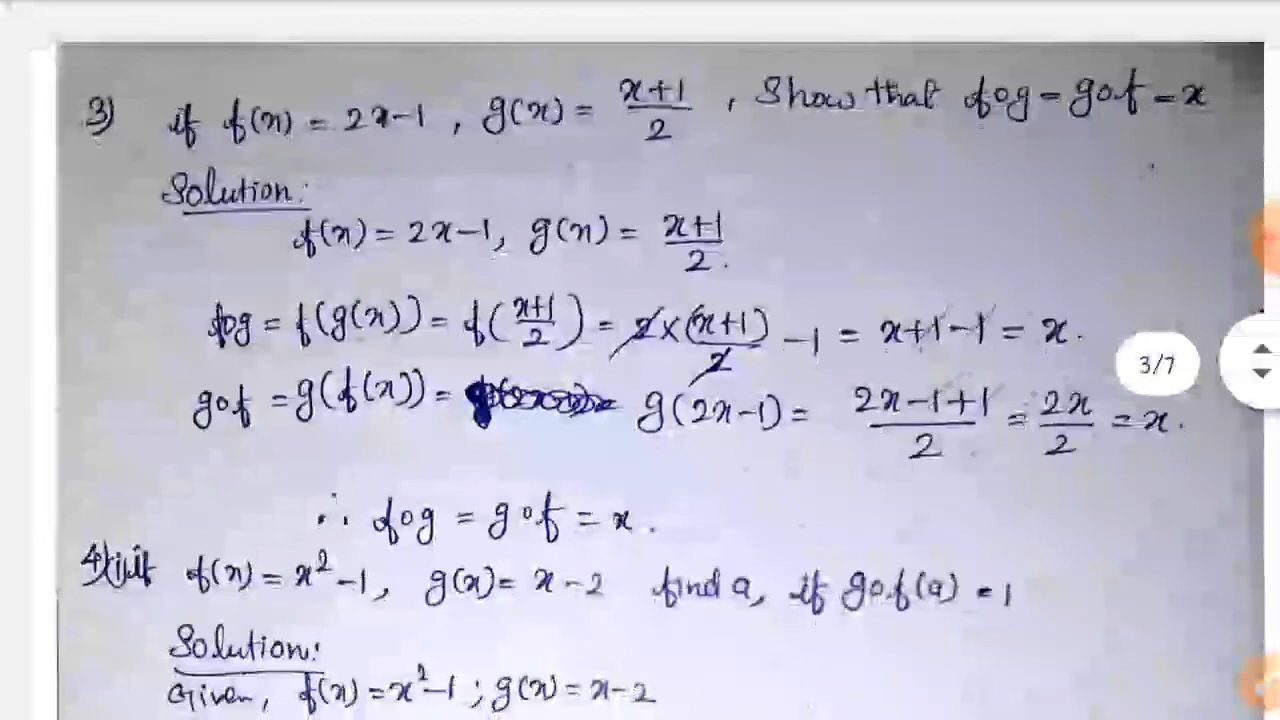 3) if f(x) = 2x-1, g(x) = x+1/2, Show that fog = gof = x
Solution:
f(x) = 2x-1, g(x) = x+1/2.
fog = f(g(x)) = f(x+1/2) = 2×(x+1)/2 - 1 = x+1-1 = x.
gof = g(f(x)) = g(2x-1) = 2x-1+1/2 = 2x/2 = x.
3/7
∴ fog = gof = x.
4)(i) if f(x) = x²-1, g(x) = x-2 find a, if gof(a) = 1
Solution:
Given, f(x) = x²-1 ; g(x) = x-2